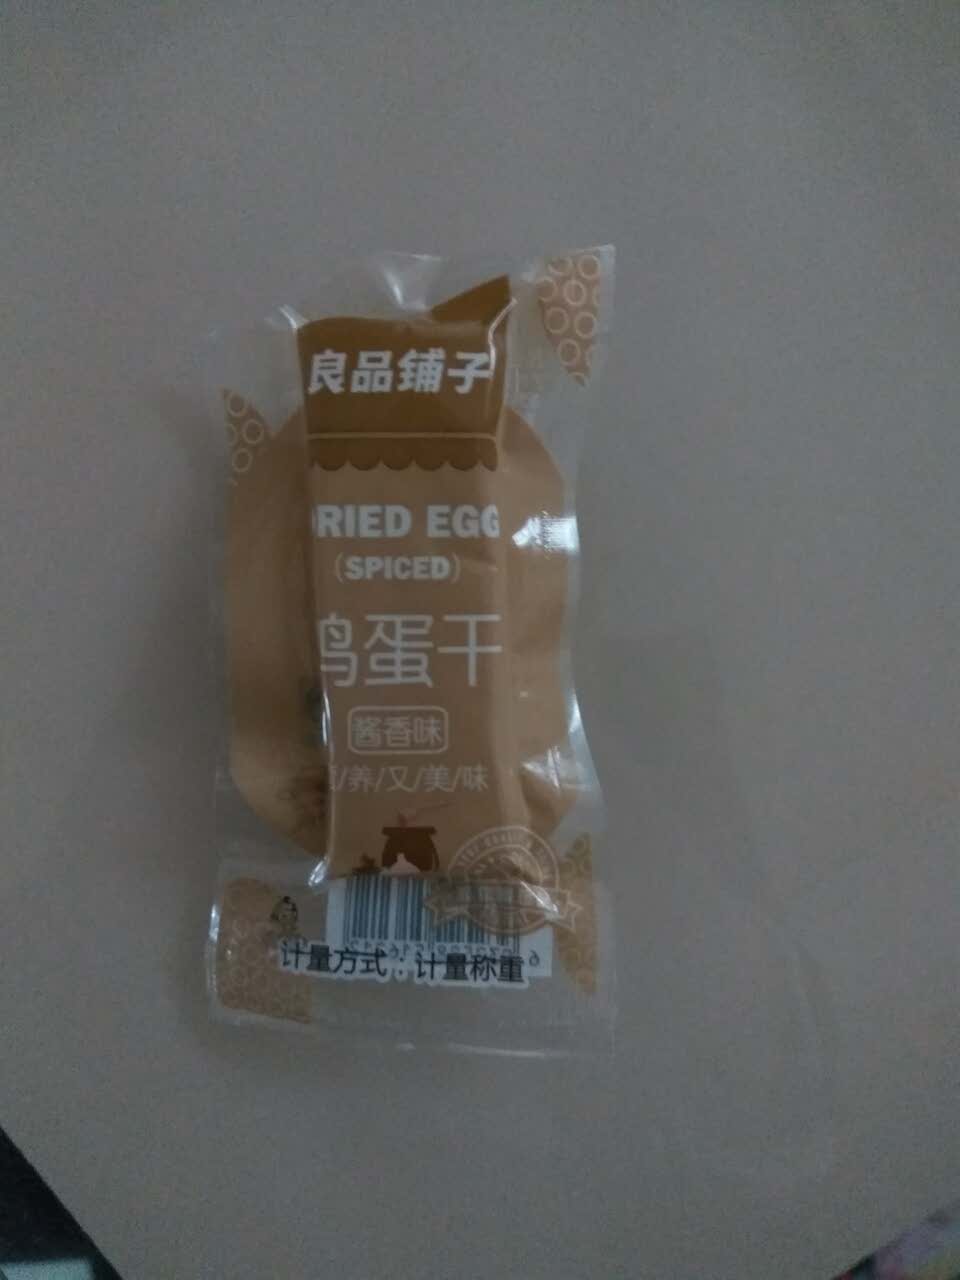 良品铺子
DRIED EGG
(SPICED)
鸡蛋干
酱香味
养/又/美/味
计量方式：计量称重